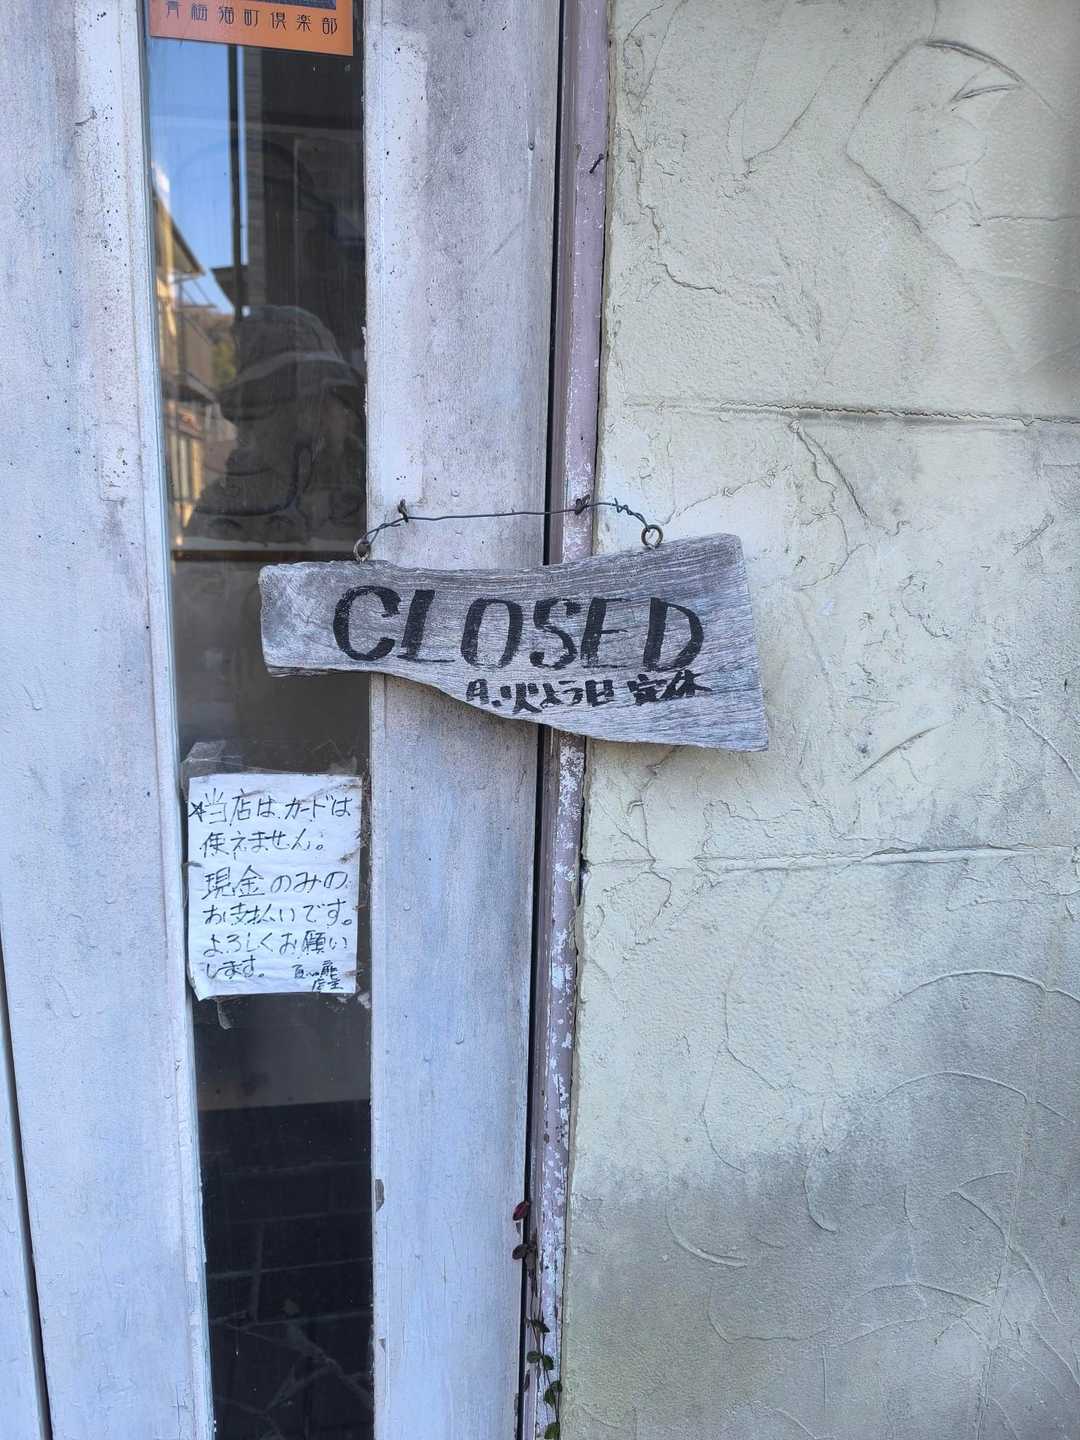 青梅猫町倶楽部
CLOSED
月、火よう日 定休
☆当店は、カードは
使えません。
現金のみの
お支払いです。
よろしくお願い
します。
店主